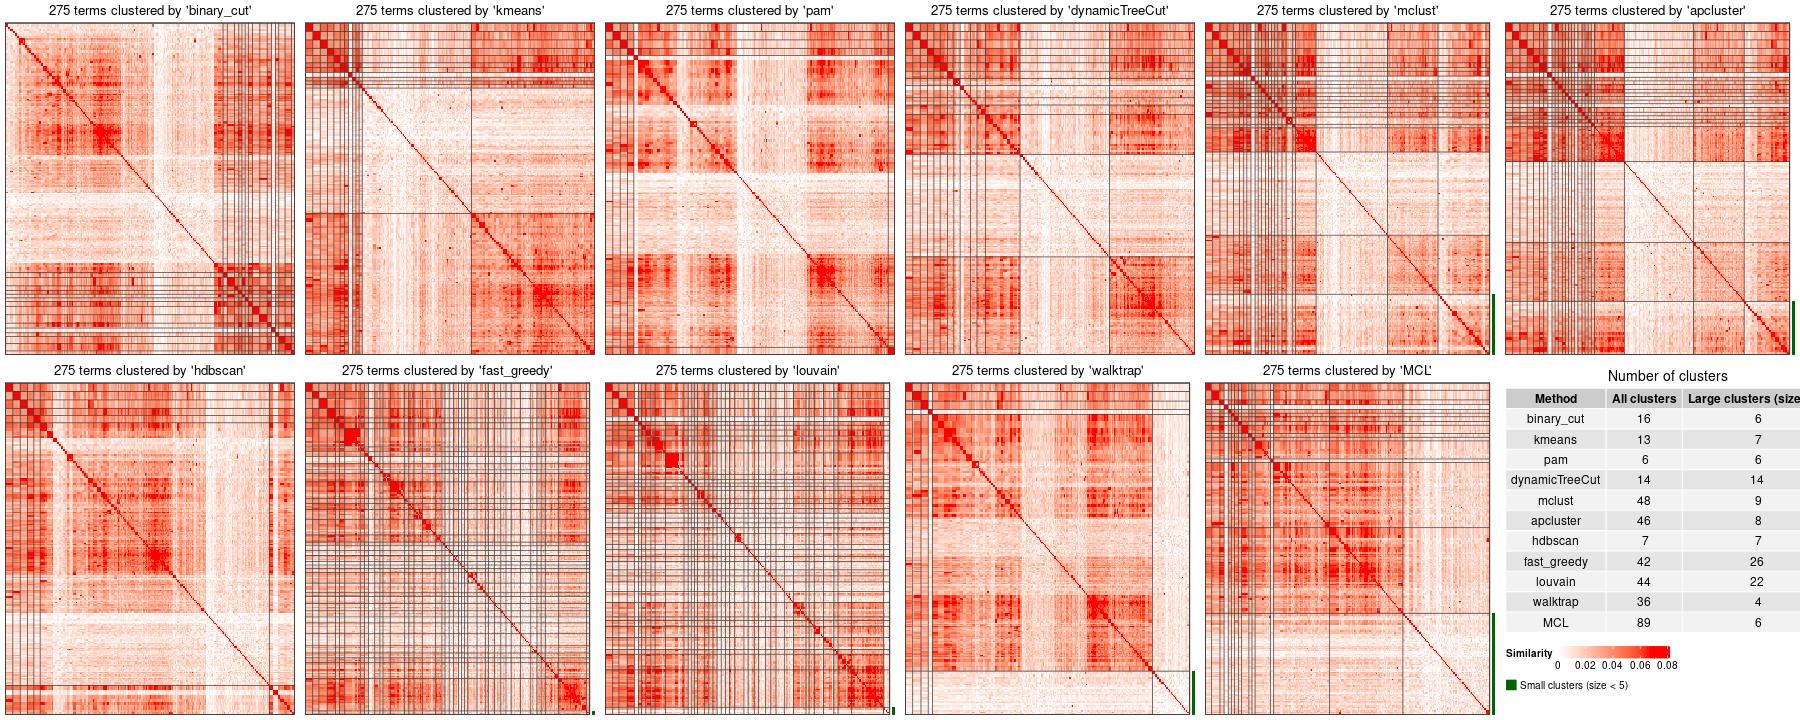 275 terms clustered by 'binary_cut'
275 terms clustered by 'kmeans'
275 terms clustered by 'pam'
275 terms clustered by 'dynamicTreeCut'
275 terms clustered by 'mclust'
275 terms clustered by 'apcluster'
275 terms clustered by 'hdbscan'
275 terms clustered by 'fast_greedy'
275 terms clustered by 'louvain'
275 terms clustered by 'walktrap'
275 terms clustered by 'MCL'
Number of clusters
Method All clusters Large clusters (size
binary_cut 16 6
kmeans 13 7
pam 6 6
dynamicTreeCut 14 14
mclust 48 9
apcluster 46 8
hdbscan 7 7
fast_greedy 42 26
louvain 44 22
walktrap 36 4
MCL 89 6
Similarity
0 0.02 0.04 0.06 0.08
Small clusters (size < 5)